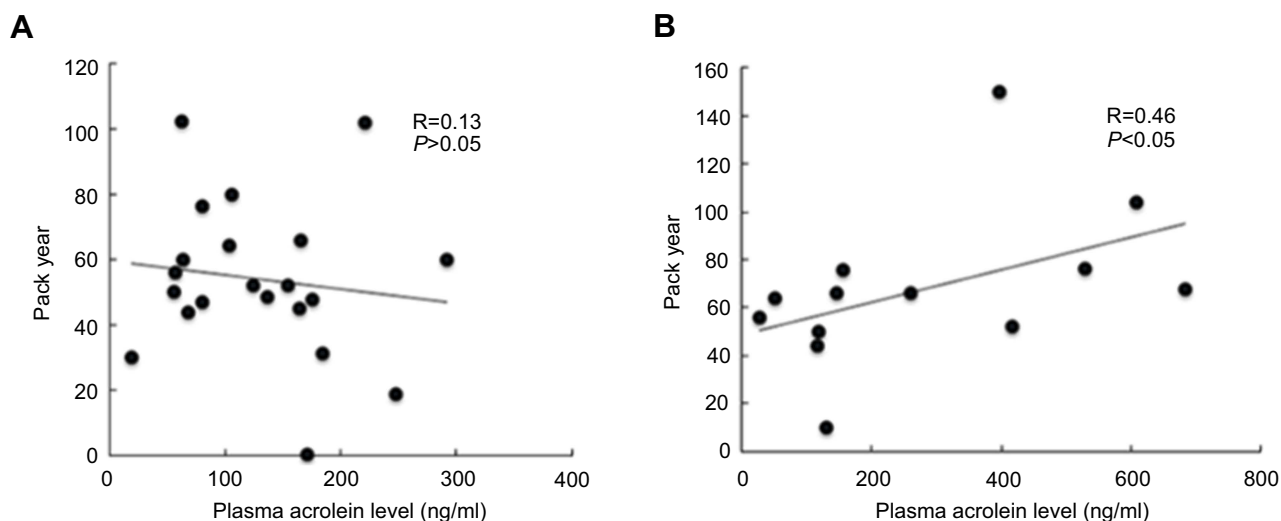 A
120
100
80
60
40
20
0
Pack year
R=0.13
P>0.05
0 100 200 300 400
Plasma acrolein level (ng/ml)
B
160
140
120
100
80
60
40
20
0
Pack year
R=0.46
P<0.05
0 200 400 600 800
Plasma acrolein level (ng/ml)